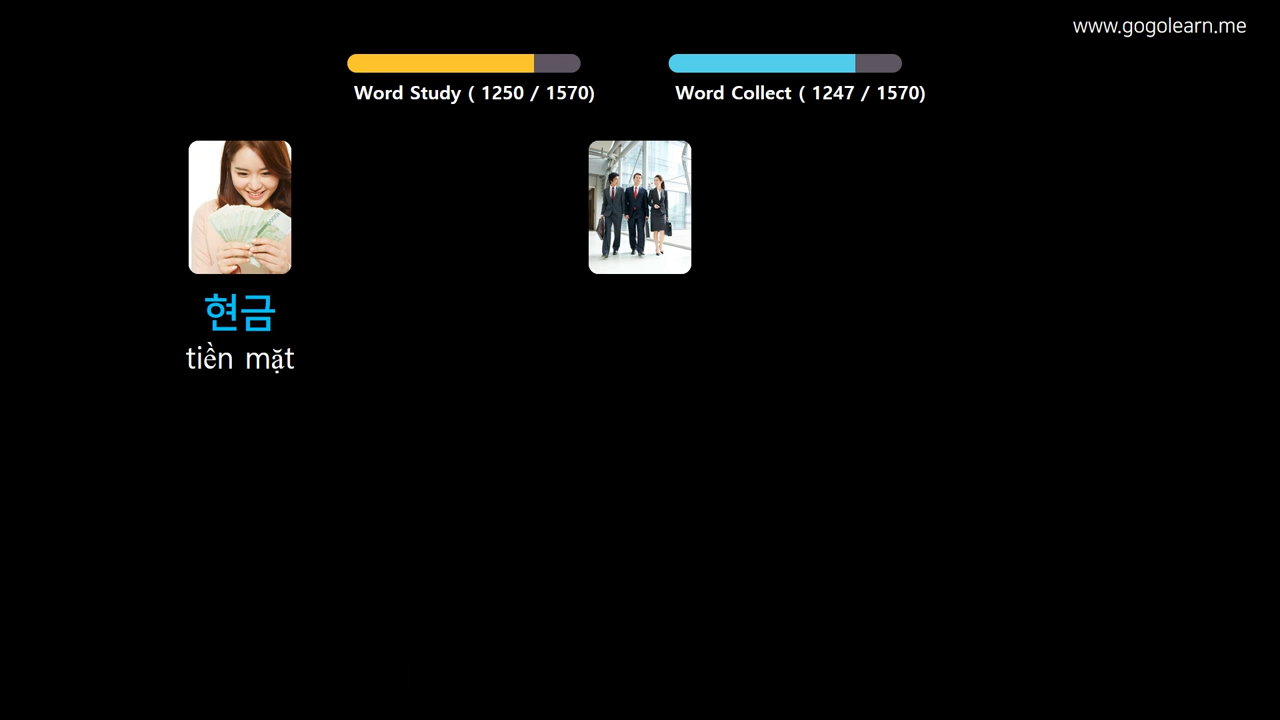 www.gogolearn.me
Word Study ( 1250 / 1570)
Word Collect ( 1247 / 1570)
현금
tiền mặt